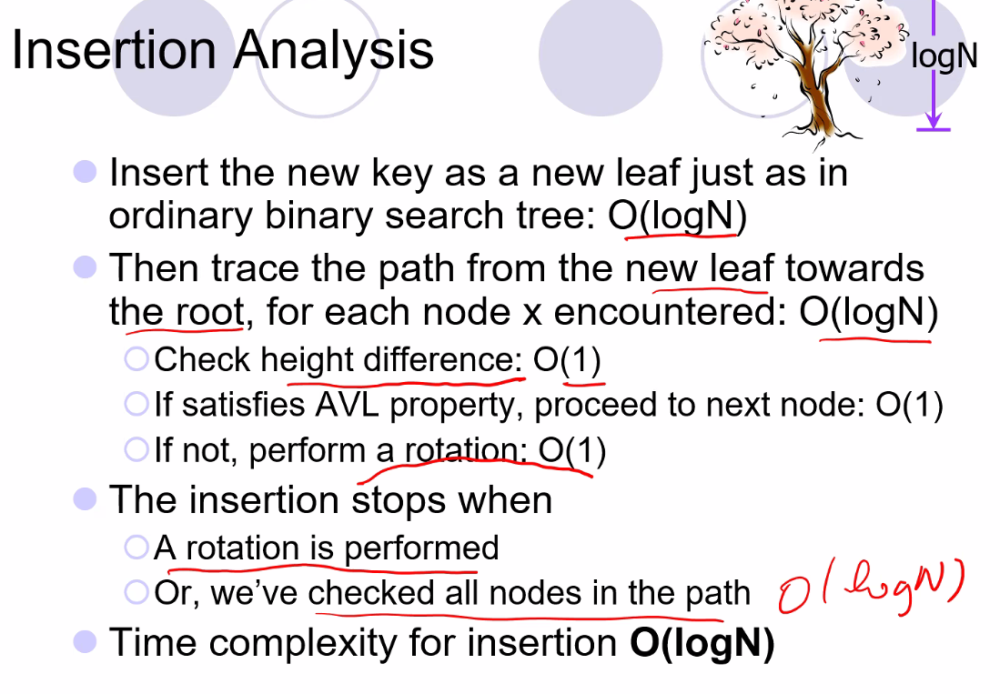 Insertion Analysis
logN
Insert the new key as a new leaf just as in
ordinary binary search tree: O(logN)
Then trace the path from the new leaf towards
the root, for each node x encountered: O(logN)
Check height difference: O(1)
If satisfies AVL property, proceed to next node: O(1)
If not, perform a rotation: O(1)
The insertion stops when
A rotation is performed
Or, we’ve checked all nodes in the path O(logN)
Time complexity for insertion O(logN)